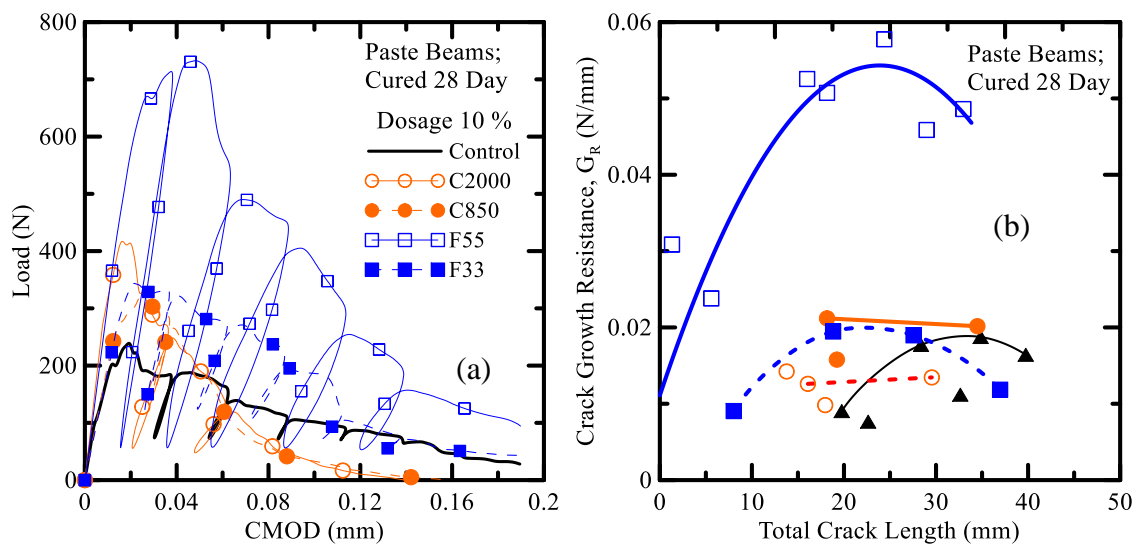 800
600
400
200
0
Load (N)
0
0.04
0.08
0.12
0.16
0.2
CMOD (mm)
(a)
Paste Beams;
Cured 28 Day
Dosage 10 %
Control
C2000
C850
F55
F33
(a)
0.06
0.04
0.02
0
Crack Growth Resistance, G_R (N/mm)
0
10
20
30
40
50
Total Crack Length (mm)
(b)
Paste Beams;
Cured 28 Day
(b)